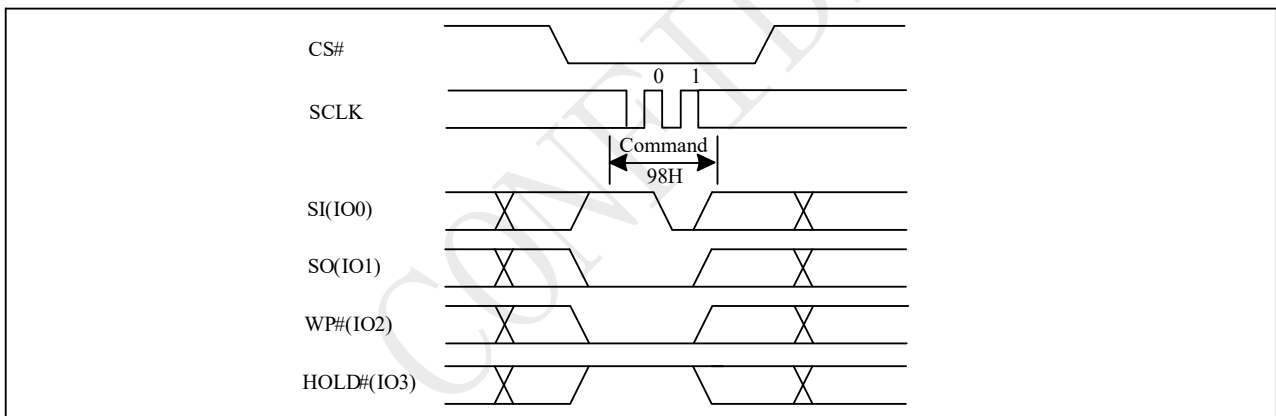 CS#
0 1
SCLK
Command
98H
SI(IO0)
SO(IO1)
WP#(IO2)
HOLD#(IO3)